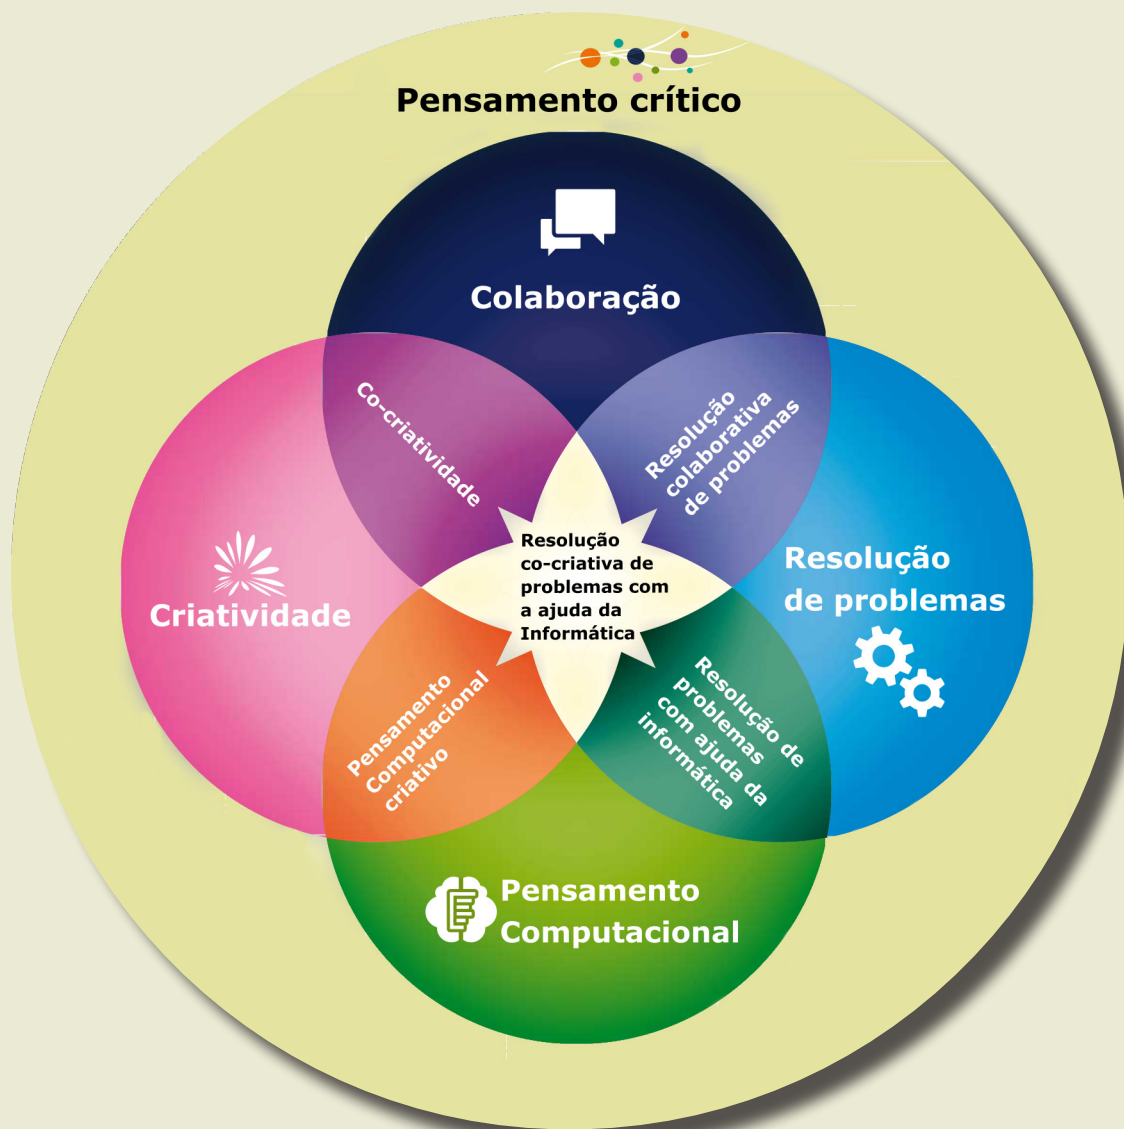 Pensamento crítico
Colaboração
Co-criatividade
Resolução
colaborativa
de problemas
Criatividade
Resolução
co-criativa de
problemas com
a ajuda da
Informática
Resolução
de problemas
Pensamento
Computacional
criativo
Resolução de
problemas
com ajuda da
informática
Pensamento
Computacional